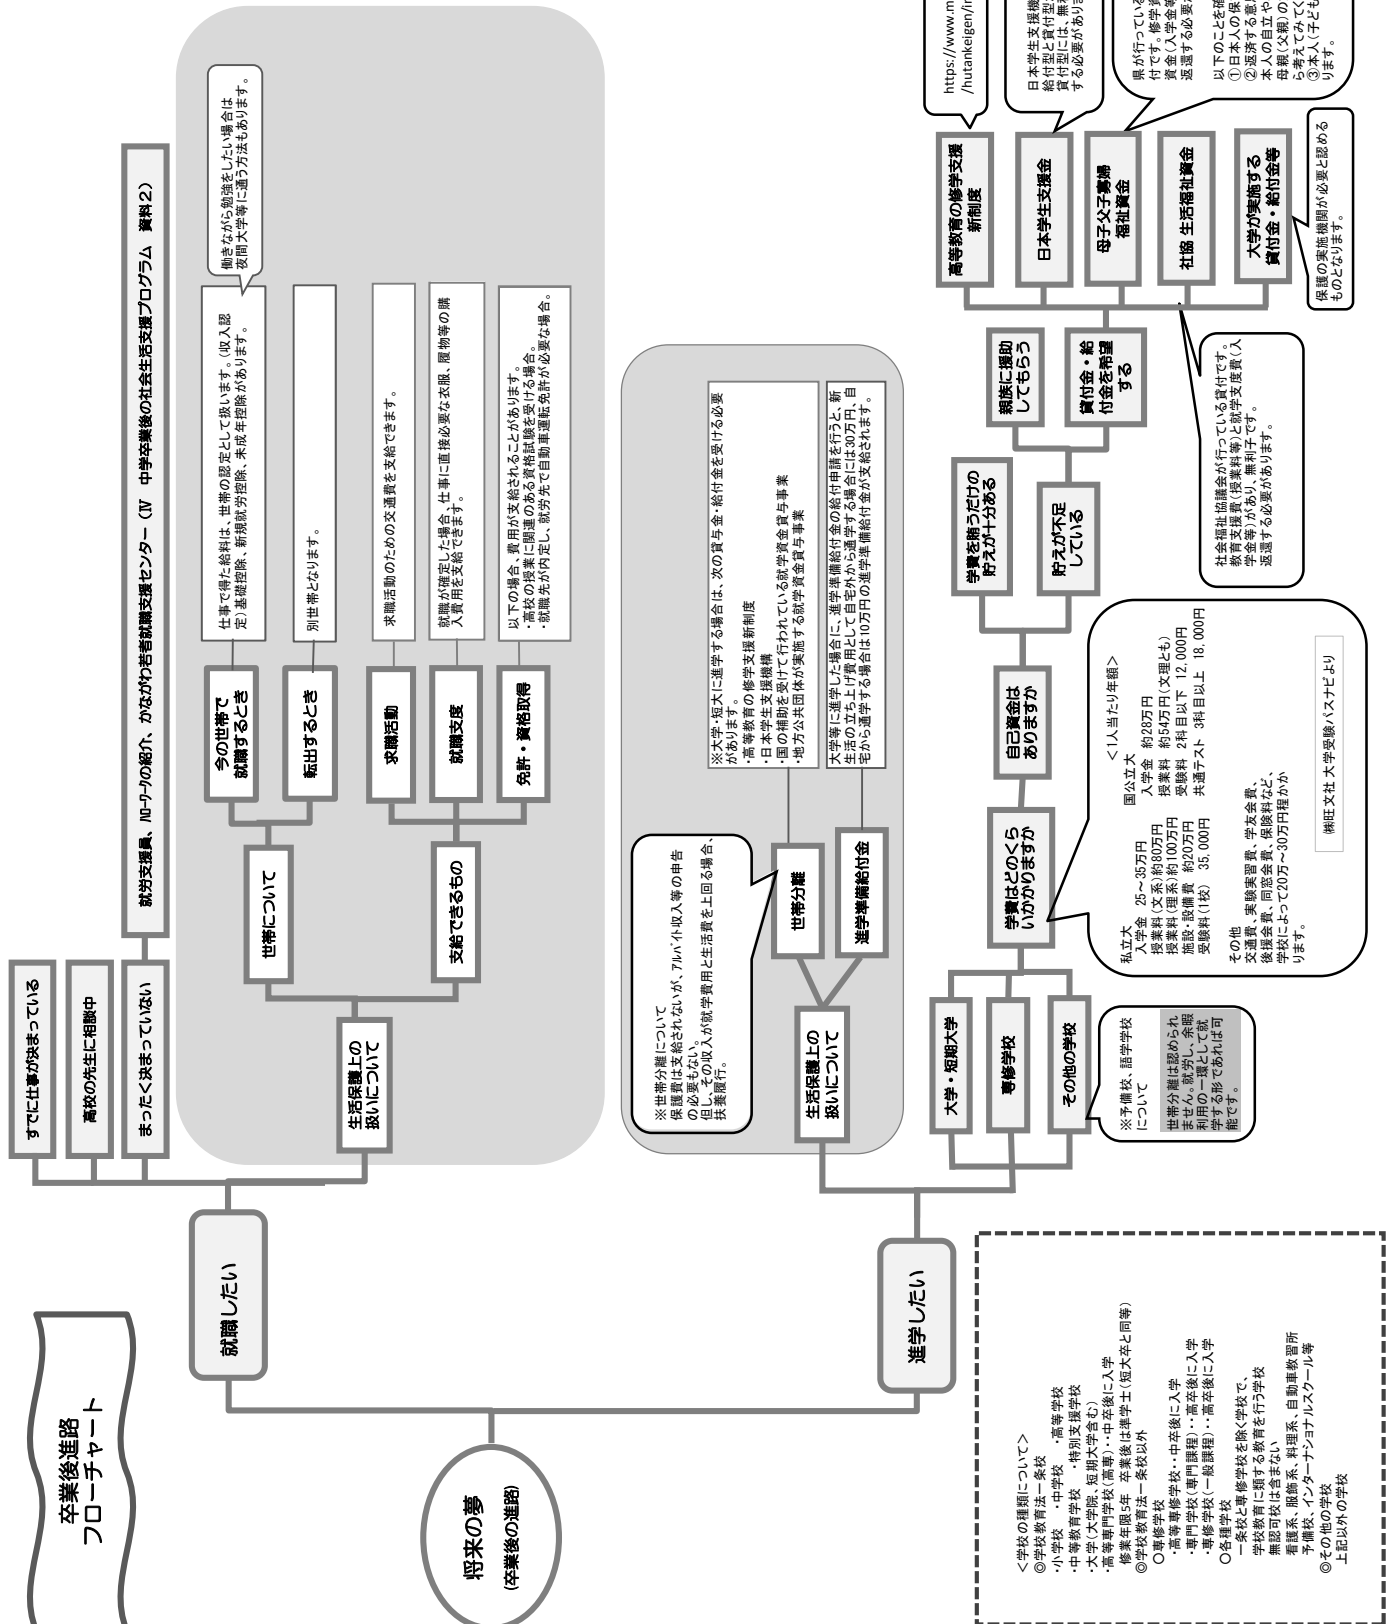 卒業後進路
フローチャート
将来の夢
(卒業後の進路)
就職したい
すでに仕事が決まっている
高校の先生に相談中
まったく決まっていない
就労支援員、ハローワークの紹介、かながわ若者就職支援センター（Ⅳ　中学卒業後の社会生活支援プログラム　資料２）
生活保護上の
扱いについて
世帯について
今の世帯で
就職するとき
仕事で得た給料は、世帯の認定として扱います。（収入認
定）基礎控除、新規就労控除、未成年控除があります。
働きながら勉強をしたい場合は
夜間大学等に通う方法もあります。
転出するとき
別世帯となります。
支給できるもの
求職活動
求職活動のための交通費を支給できます。
就職支度
就職が確定した場合、仕事に直接必要な衣服、履物等の購
入費用を支給できます。
免許・資格取得
以下の場合、費用が支給されることがあります。
・高校の授業に関連のある資格試験を受ける場合。
・就職先が内定し、就労先で自動車運転免許が必要な場合。
進学したい
生活保護上の
扱いについて
※世帯分離について
保護費は支給されないが、アルバイト収入等の申告
の必要もない。
但し、その収入が就学費用と生活費を上回る場合、
扶養履行。
世帯分離
※大学・短大に進学する場合は、次の貸与金・給付金を受ける必要
があります。
・高等教育の修学支援新制度
・日本学生支援機構
・国の補助を受けて行われている就学資金貸与事業
・地方公共団体が実施する就学資金貸与事業
進学準備給付金
大学等に進学した場合に、進学準備給付金の給付申請を行うと、新
生活の立ち上げ費用として自宅外から通学する場合には30万円、自
宅から通学する場合は10万円の進学準備給付金が支給されます。
大学・短期大学
専修学校
その他の学校
※予備校、語学学校
について
世帯分離は認められ
ません。就労し、余暇
利用の一環として就
学する形であれば可
能です。
学費はどのくら
いかかりますか
＜1人当たり年額＞
国公立大
入学金　約28万円
授業料　約54万円（文理とも）
受験料　2科目以下　12,000円
共通テスト　3科目以上　18,000円
私立大
入学金　25～35万円
授業料（文系）約80万円
授業料（理系）約100万円
施設・設備費　約20万円
受験料（1校）　35,000円
その他
交通費、実験実習費、学友会費、
後援会費、同窓会費、保険料など、
学校によって20万～30万円程かか
ります。
㈱旺文社 大学受験パスナビより
自己資金は
ありますか
学費を賄うだけの
貯えが十分ある
貯えが不足
している
親族に援助
してもらう
貸付金・給
付金を希望
する
高等教育の修学支援
新制度
https://www.m
/hutankeigen/in
日本学生支援金
日本学生支援機
給付型と貸付型
貸付型には、無利
する必要がありま
母子父子寡婦
福祉資金
県が行っている
付です。修学資
資金（入学金等
返還する必要が
以下のことを確
①日本人の保
②返済する意思
本人の自立や
母親（父親）の
ら考えてみてく
③本人（子ども
ります。
社協 生活福祉資金
社会福祉協議会が行っている貸付です。
教育支援費（授業料等）と就学支度費（入
学金等）があり、無利子です。
返還する必要があります。
大学が実施する
貸付金・給付金等
保護の実施機関が必要と認める
ものとなります。
＜学校の種類について＞
◎学校教育法一条校
・小学校　・中学校　・高等学校
・中等教育学校　・特別支援学校
・大学（大学院、短期大学含む）
・高等専門学校（高専）・・中卒後に入学
修業年限5年　卒業後は準学士（短大卒と同等）
◎学校教育法一条校以外
〇専修学校
・高等専修学校・・中卒後に入学
・専門学校（専門課程）・・高卒後に入学
・専修学校（一般課程）・・高卒後に入学
〇各種学校
一条校と専修学校を除く学校で、
学校教育に類する教育を行う学校
無認可校は含まない
看護系、服飾系、料理系、自動車教習所
予備校、インターナショナルスクール等
◎その他の学校
上記以外の学校